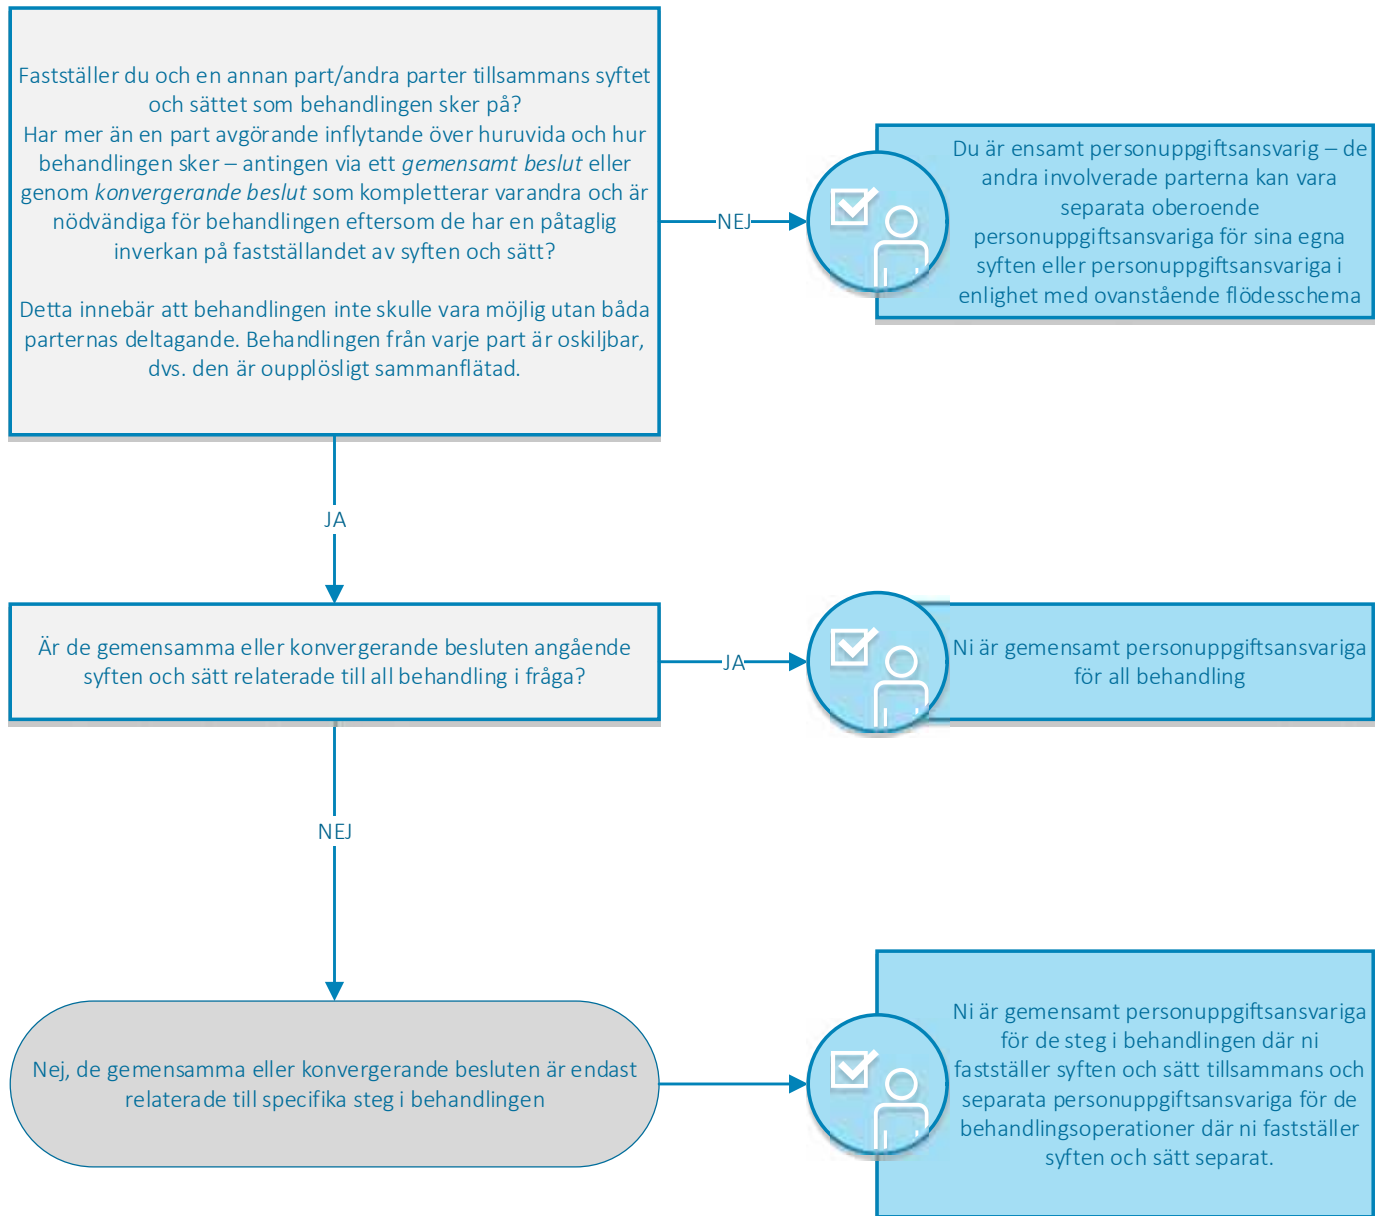 Fastställer du och en annan part/andra parter tillsammans syftet
och sättet som behandlingen sker på?
Har mer än en part avgörande inflytande över huruvida och hur
behandlingen sker – antingen via ett gemensamt beslut eller
genom konvergerande beslut som kompletterar varandra och är
nödvändiga för behandlingen eftersom de har en påtaglig
inverkan på fastställandet av syften och sätt?
Detta innebär att behandlingen inte skulle vara möjlig utan båda
parternas deltagande. Behandlingen från varje part är oskiljbar,
dvs. den är oupplösligt sammanflätad.
NEJ
Du är ensamt personuppgiftsansvarig – de
andra involverade parterna kan vara
separata oberoende
personuppgiftsansvariga för sina egna
syften eller personuppgiftsansvariga i
enlighet med ovanstående flödesschema
JA
Är de gemensamma eller konvergerande besluten angående
syften och sätt relaterade till all behandling i fråga?
JA
Ni är gemensamt personuppgiftsansvariga
för all behandling
NEJ
Nej, de gemensamma eller konvergerande besluten är endast
relaterade till specifika steg i behandlingen
Ni är gemensamt personuppgiftsansvariga
för de steg i behandlingen där ni
fastställer syften och sätt tillsammans och
separata personuppgiftsansvariga för de
behandlingsoperationer där ni fastställer
syften och sätt separat.